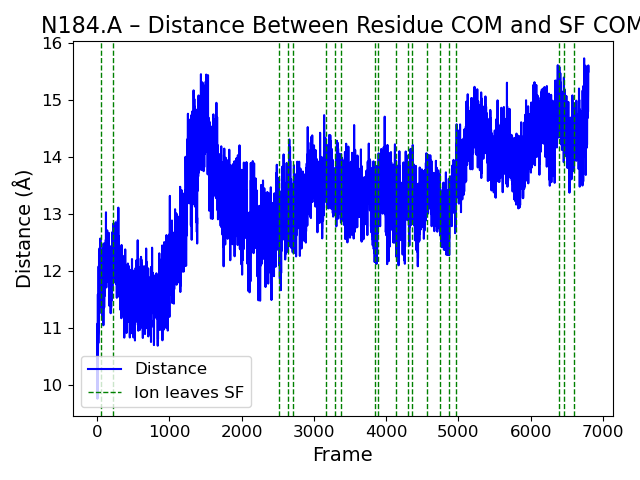 N184.A – Distance Between Residue COM and SF COM
Distance (Å)
16
15
14
13
12
11
10
Distance
Ion leaves SF
0 1000 2000 3000 4000 5000 6000 7000
Frame